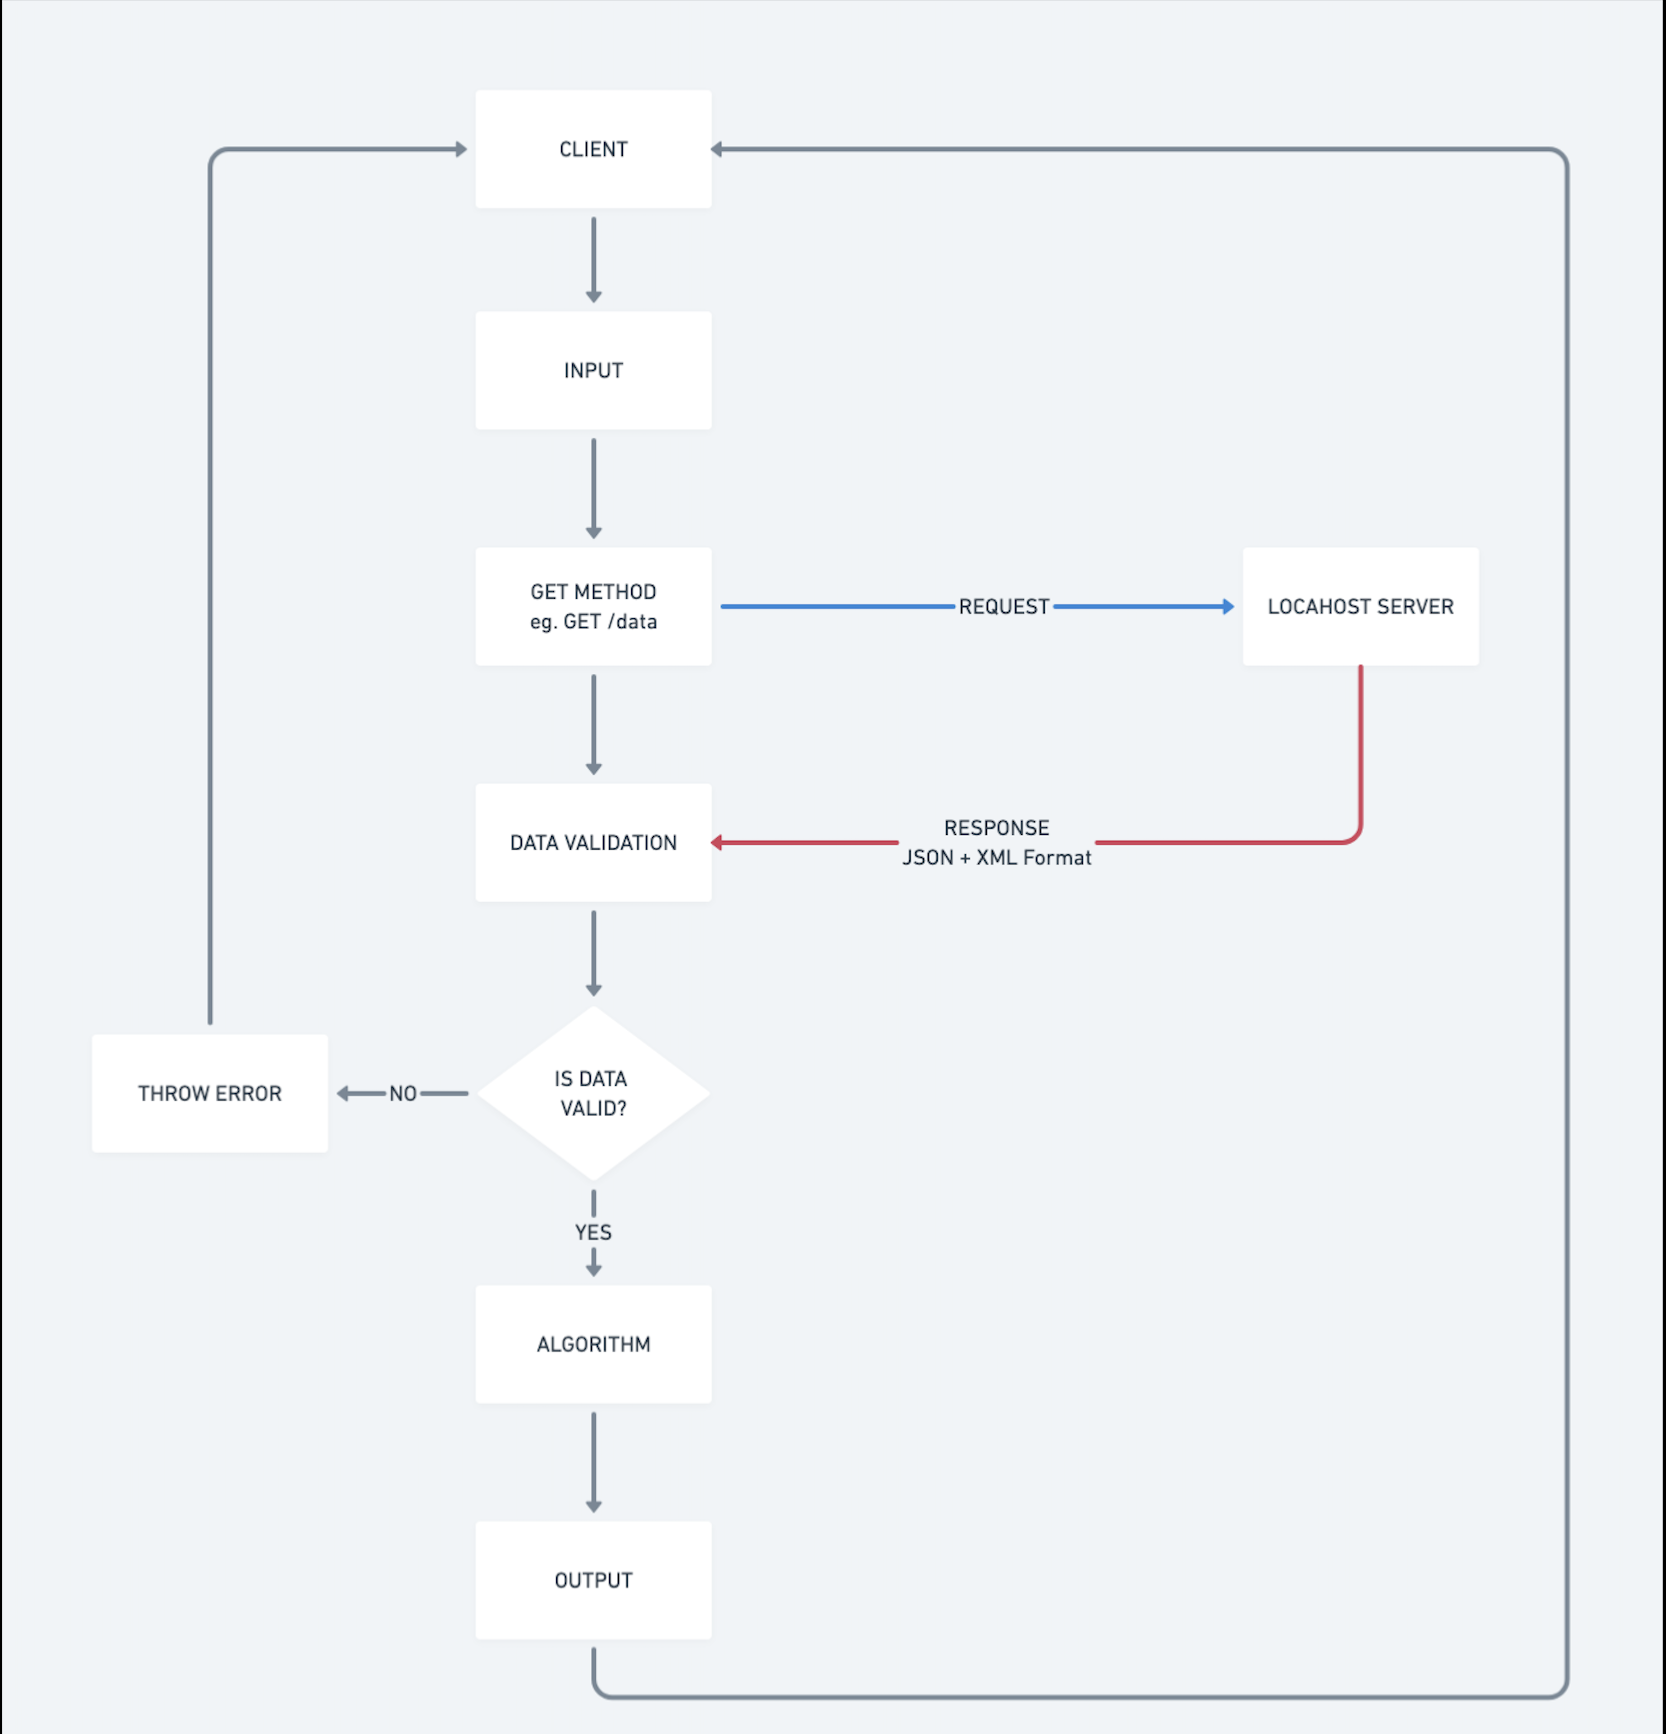 CLIENT
INPUT
GET METHOD
eg. GET /data
REQUEST
LOCAHOST SERVER
DATA VALIDATION
RESPONSE
JSON + XML Format
THROW ERROR
NO
IS DATA
VALID?
YES
ALGORITHM
OUTPUT